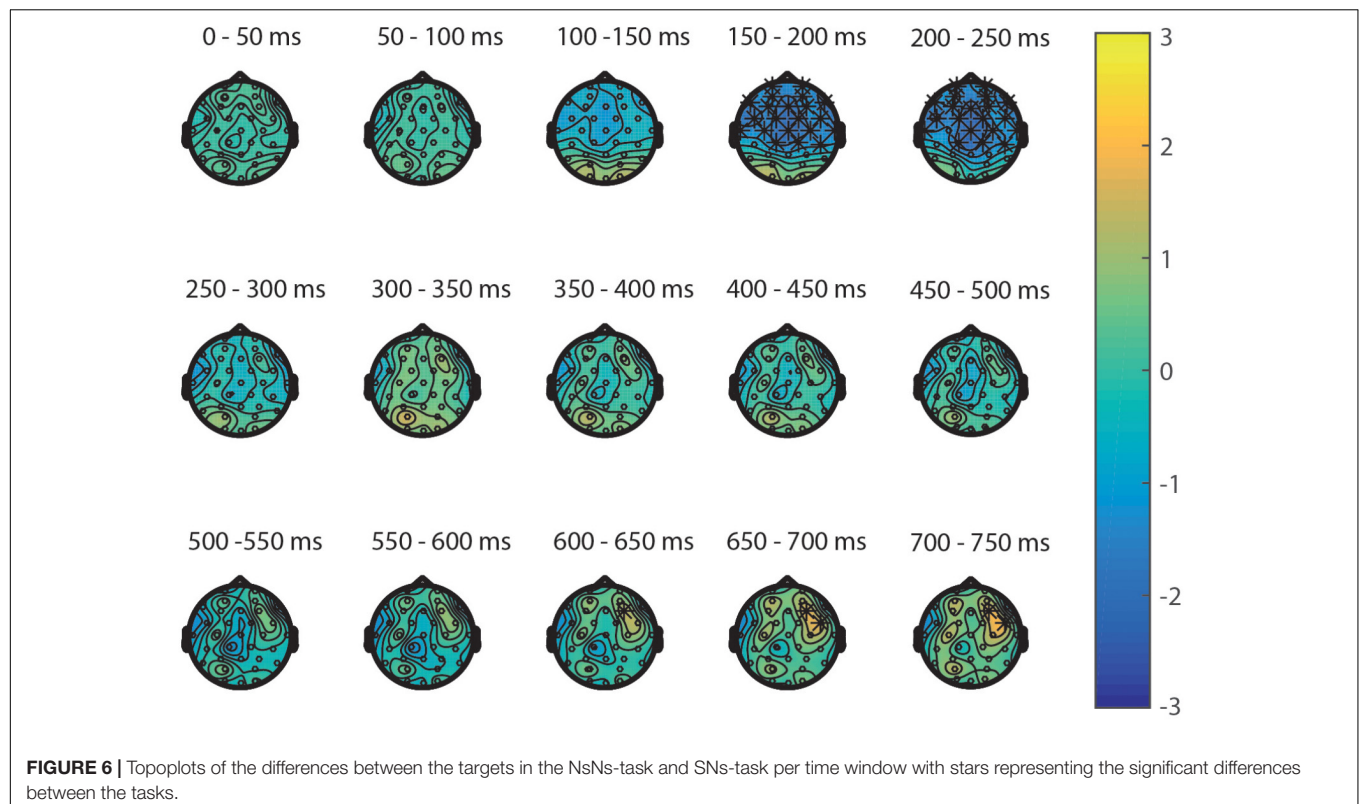 0 - 50 ms 50 - 100 ms 100 -150 ms 150 - 200 ms 200 - 250 ms
250 - 300 ms 300 - 350 ms 350 - 400 ms 400 - 450 ms 450 - 500 ms
500 -550 ms 550 - 600 ms 600 - 650 ms 650 - 700 ms 700 - 750 ms
3
2
1
0
-1
-2
-3
FIGURE 6 | Topoplots of the differences between the targets in the NsNs-task and SNs-task per time window with stars representing the significant differences
between the tasks.